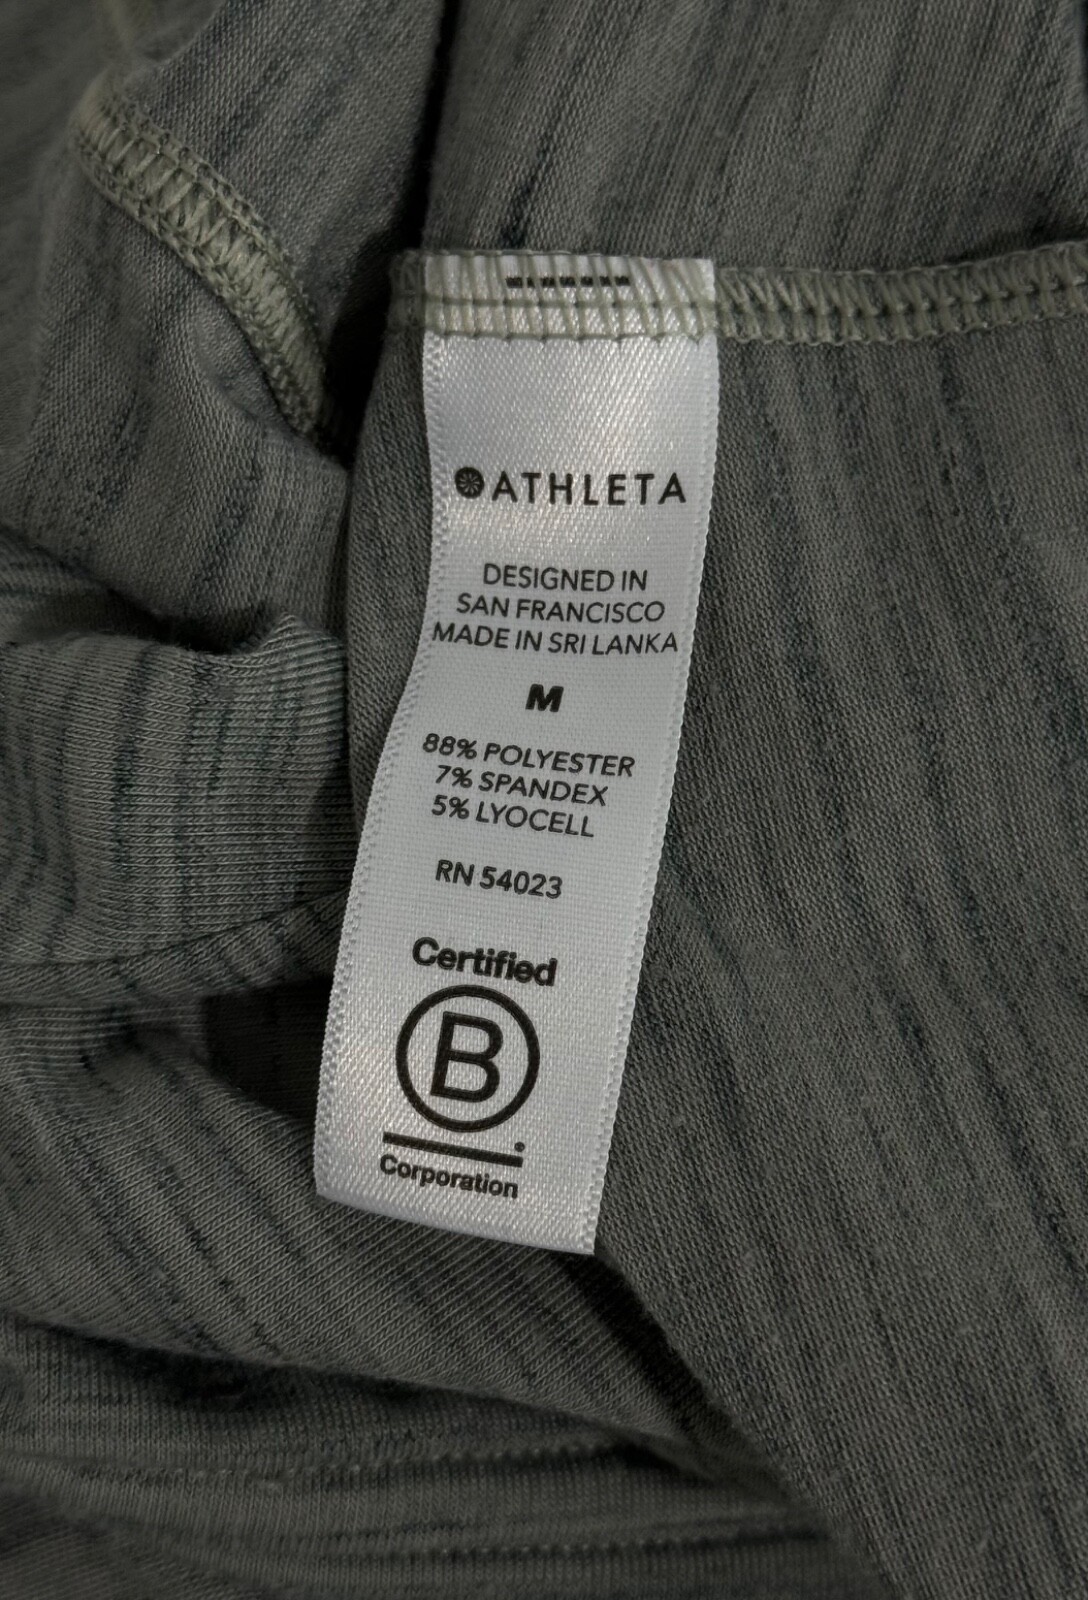 ATHLETA
DESIGNED IN
SAN FRANCISCO
MADE IN SRI LANKA
M
88% POLYESTER
7% SPANDEX
5% LYOCELL
RN 54023
Certified
B
Corporation